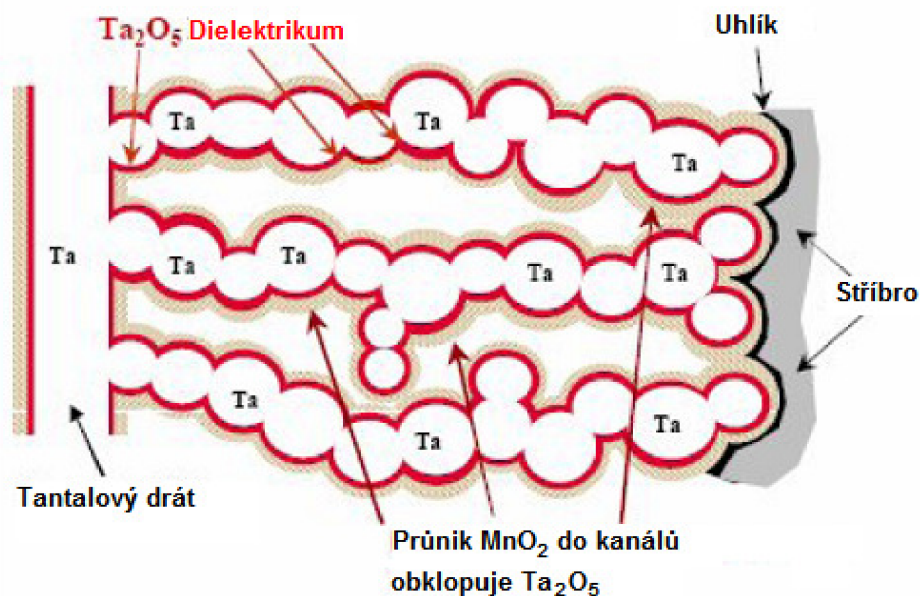 Ta₂O₅ Dielektrikum
Uhlík
Ta
Ta
Ta
Ta
Ta
Ta
Ta
Ta
Ta
Stříbro
Ta
Ta
Ta
Tantalový drát
Průnik MnO₂ do kanálů
obklopuje Ta₂O₅